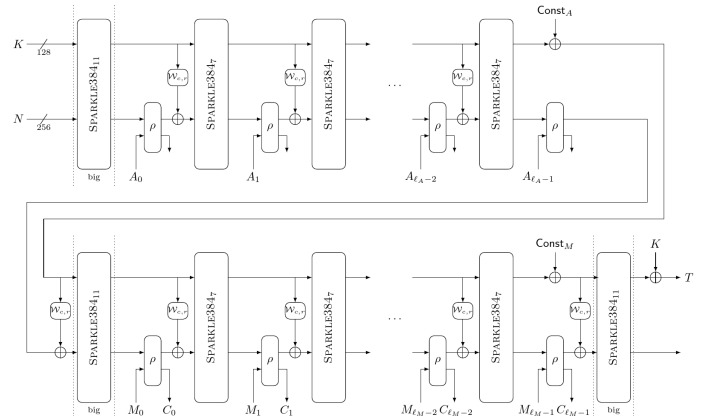 Const_A
K
128
SPARKLE384_11
W_{c,r}
SPARKLE384_7
W_{c,r}
SPARKLE384_7
W_{c,r}
SPARKLE384_7
...
N
256
ρ
ρ
ρ
ρ
big
A_0
A_1
A_{ℓ_A−2}
A_{ℓ_A−1}
Const_M
K
T
W_{c,r}
SPARKLE384_11
W_{c,r}
SPARKLE384_7
W_{c,r}
SPARKLE384_7
...
W_{c,r}
SPARKLE384_7
W_{c,r}
SPARKLE384_11
ρ
ρ
ρ
ρ
big
M_0
C_0
M_1
C_1
M_{ℓ_M−2}
C_{ℓ_M−2}
M_{ℓ_M−1}
C_{ℓ_M−1}
big